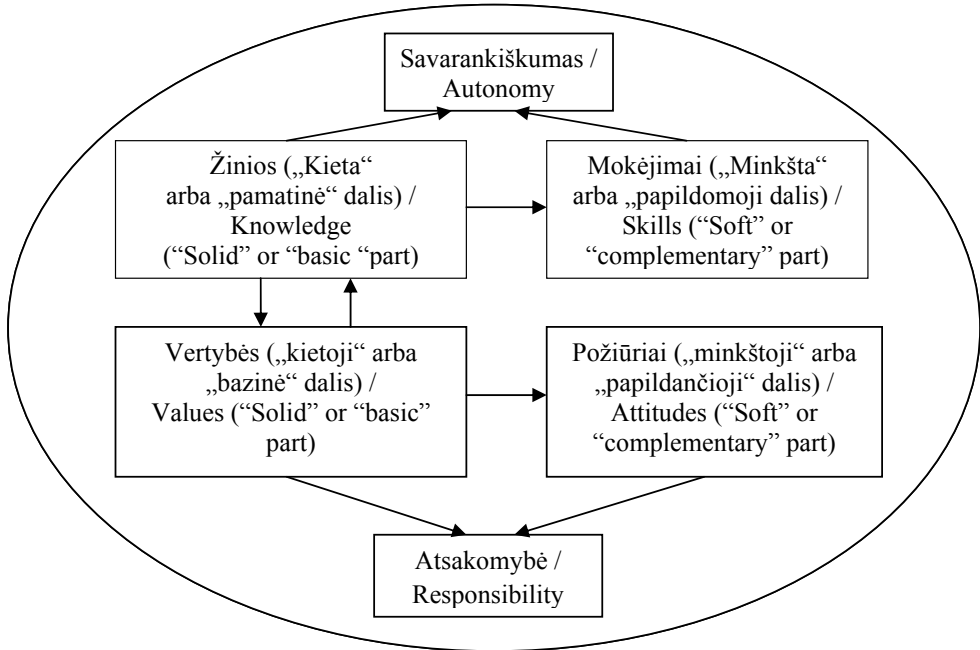 Savarankiškumas /
Autonomy
Žinios („Kieta“
arba „pamatinė“ dalis) /
Knowledge
(“Solid” or “basic “part)
Mokėjimai („Minkšta“
arba „papildomoji dalis) /
Skills (“Soft” or
“complementary” part)
Vertybės („kietoji“ arba
„bazinė“ dalis) /
Values (“Solid” or “basic”
part)
Požiūriai („minkštoji“ arba
„papildančioji“ dalis) /
Attitudes (“Soft” or
“complementary” part)
Atsakomybė /
Responsibility